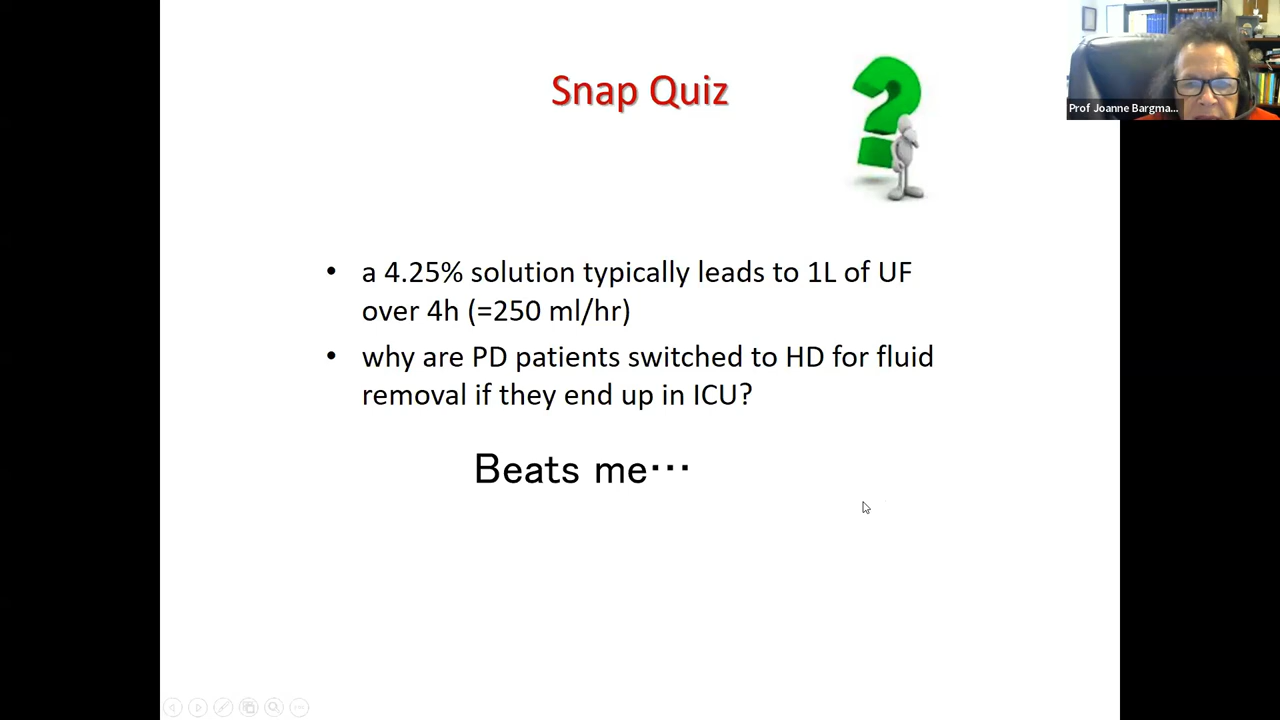 Snap Quiz
Prof Joanne Bargma...
• a 4.25% solution typically leads to 1L of UF
over 4h (=250 ml/hr)
• why are PD patients switched to HD for fluid
removal if they end up in ICU?
Beats me…